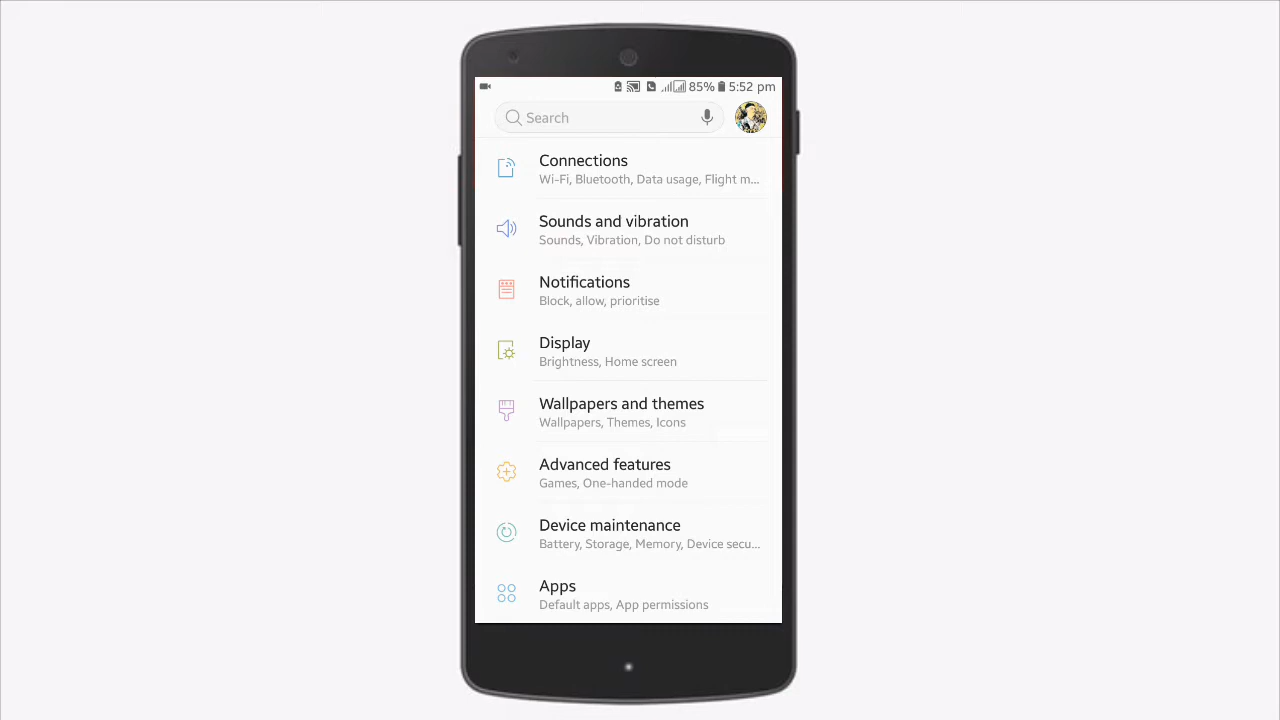 85% 5:52 pm
Search
Connections
Wi-Fi, Bluetooth, Data usage, Flight m...
Sounds and vibration
Sounds, Vibration, Do not disturb
Notifications
Block, allow, prioritise
Display
Brightness, Home screen
Wallpapers and themes
Wallpapers, Themes, Icons
Advanced features
Games, One-handed mode
Device maintenance
Battery, Storage, Memory, Device secu...
Apps
Default apps, App permissions